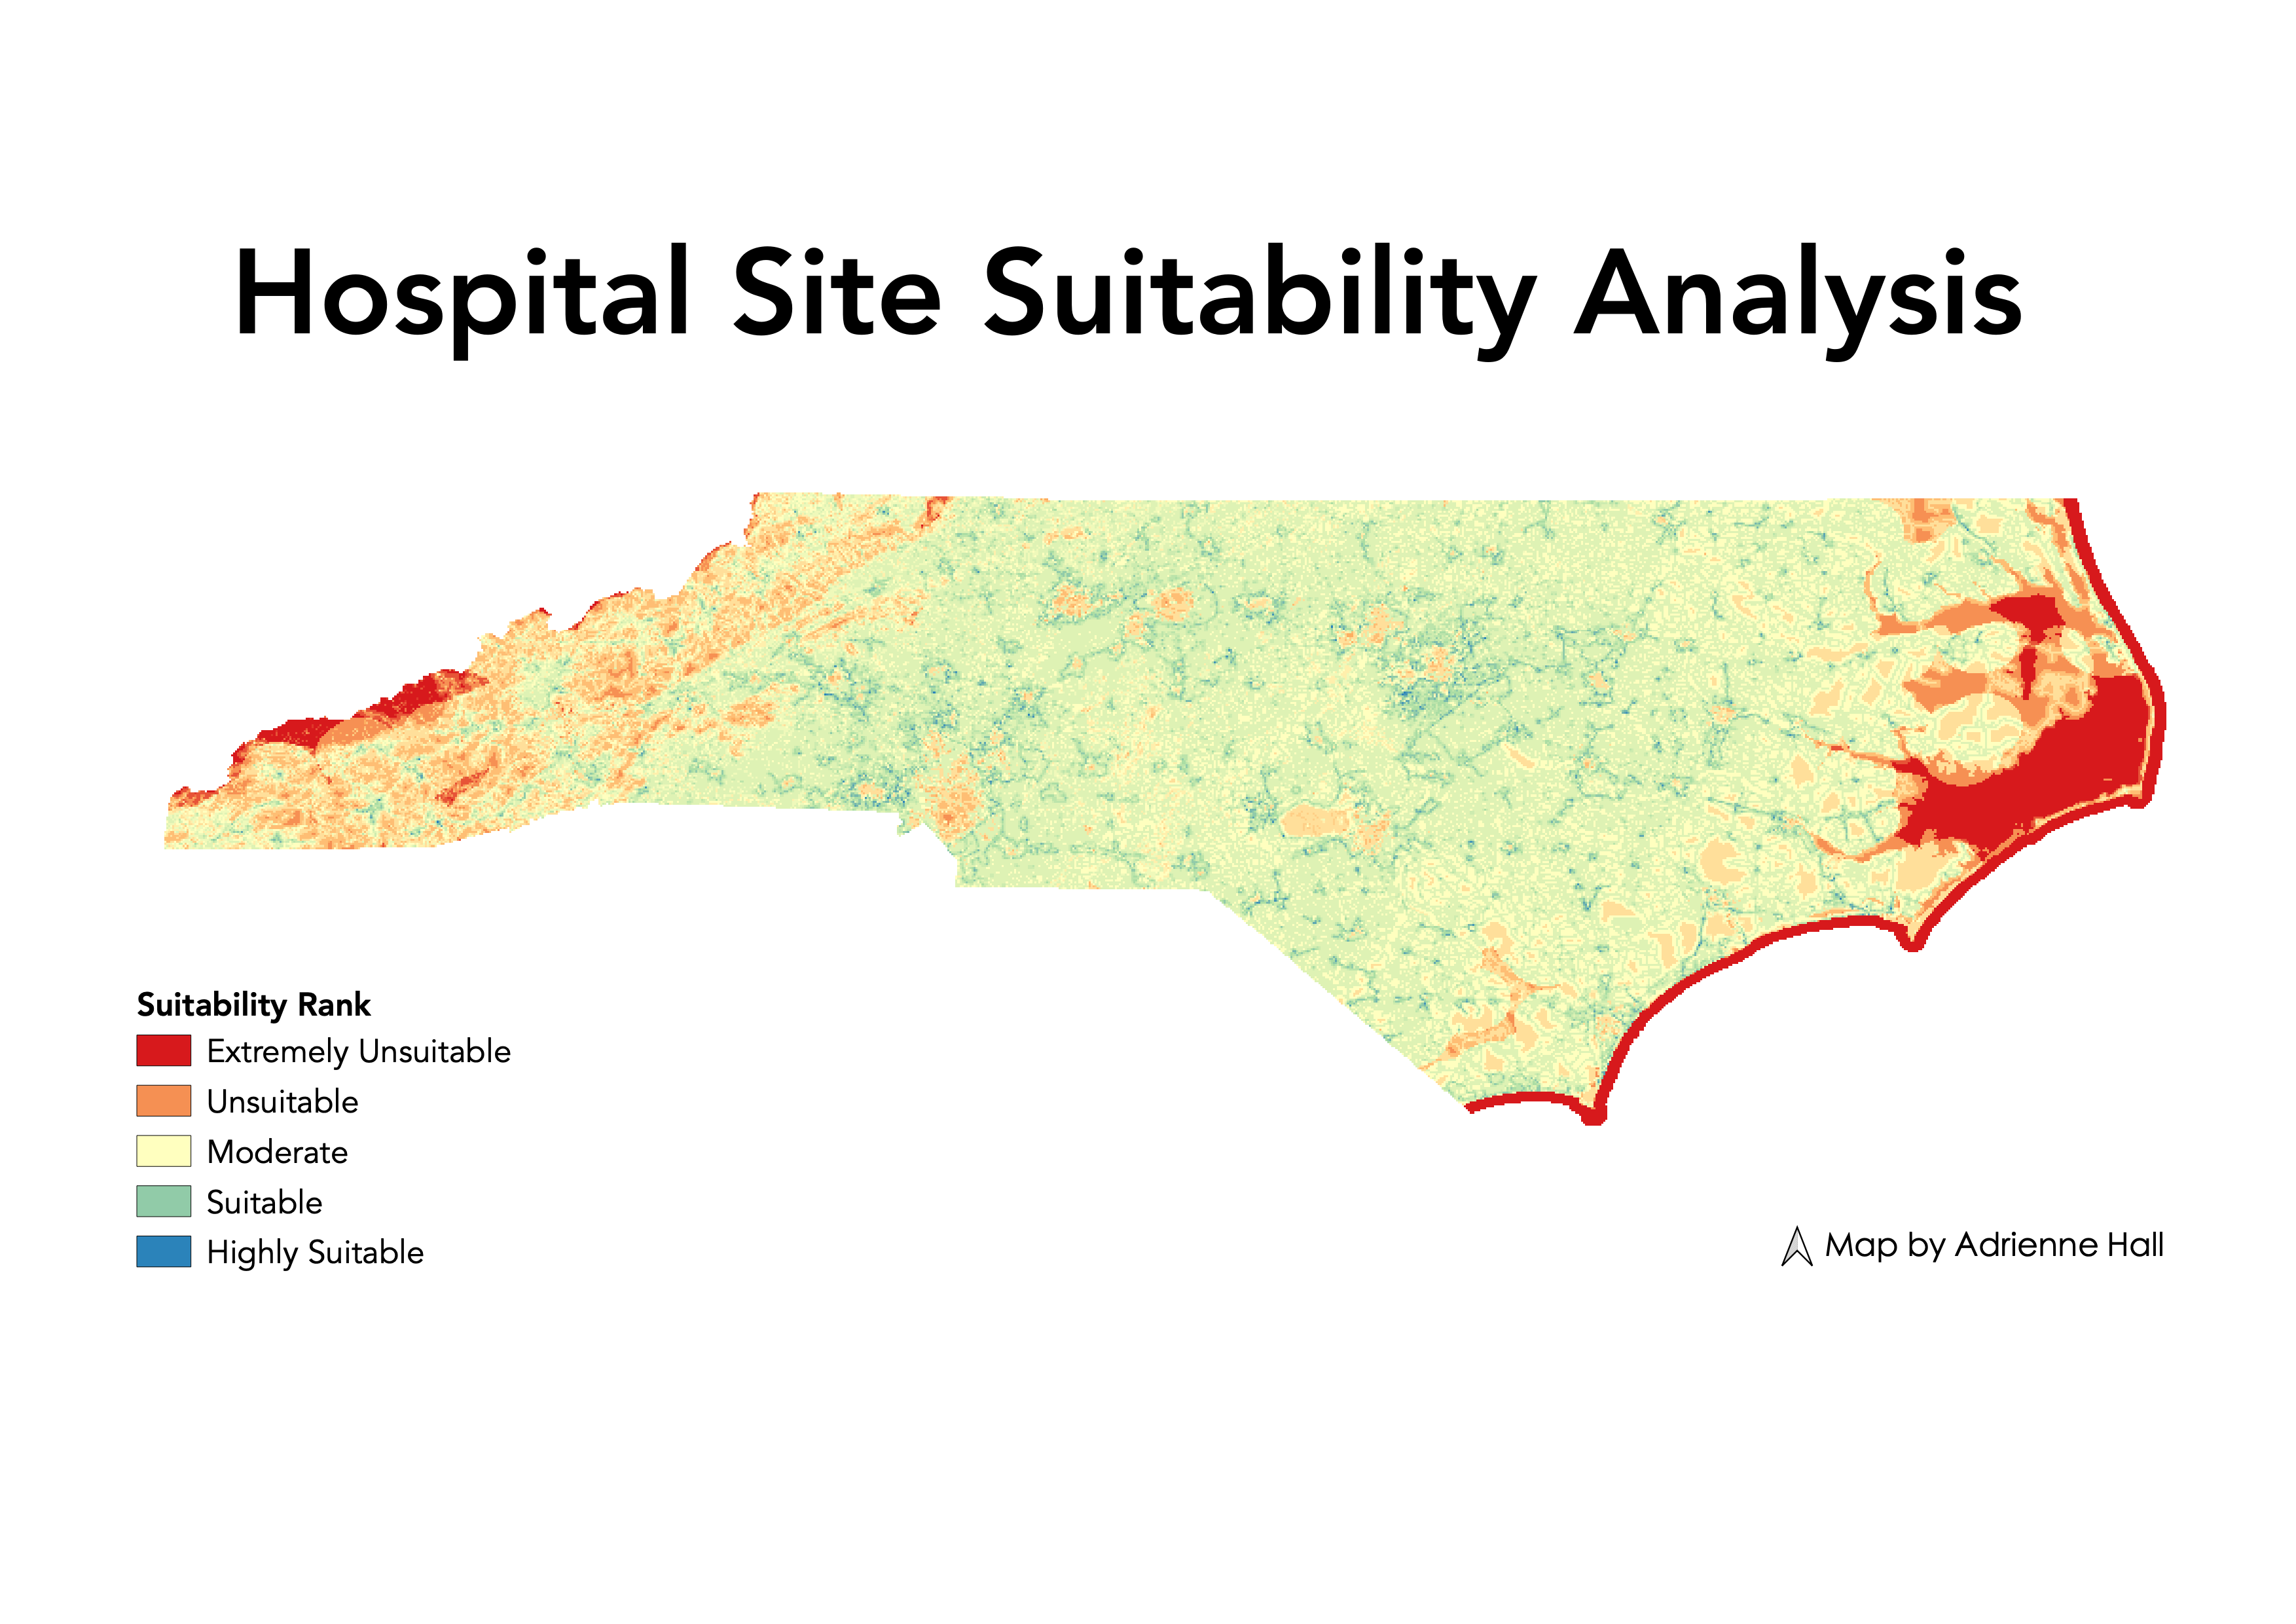 Hospital Site Suitability Analysis
Suitability Rank
Extremely Unsuitable
Unsuitable
Moderate
Suitable
Highly Suitable
Map by Adrienne Hall